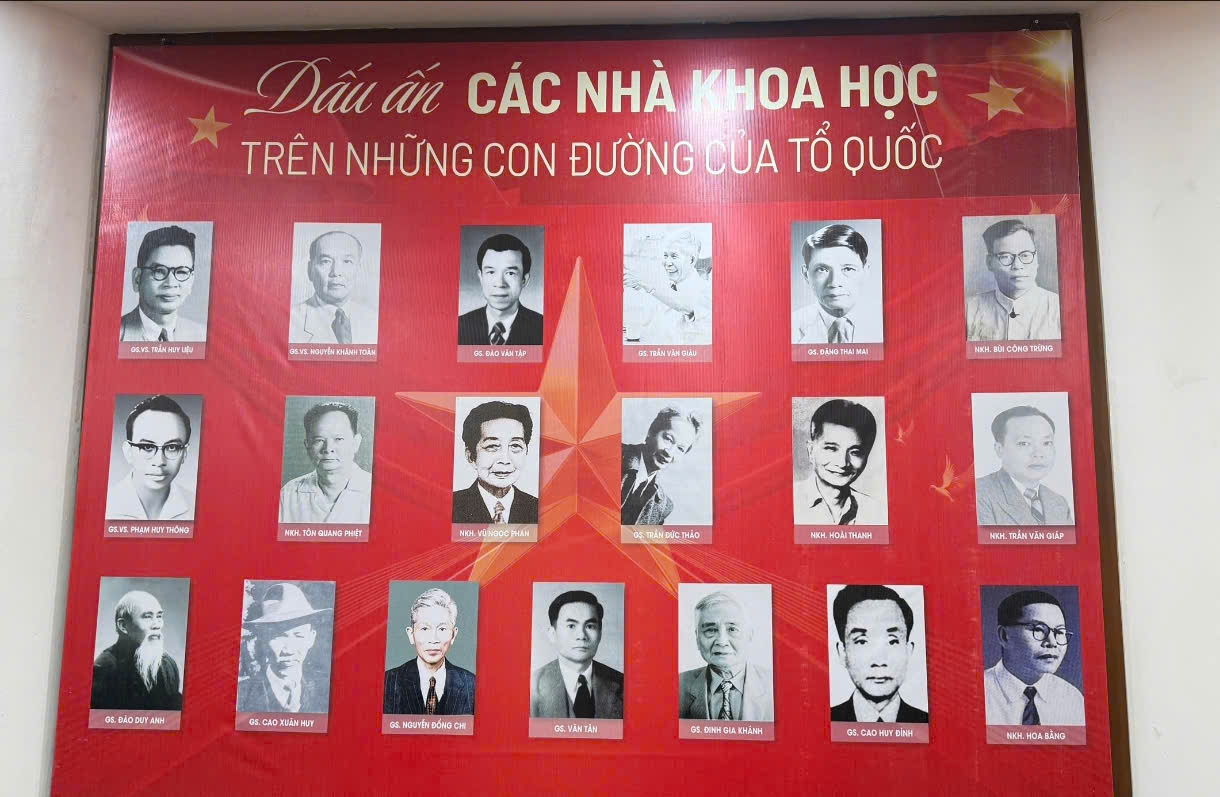 Dấu ấn CÁC NHÀ KHOA HỌC
TRÊN NHỮNG CON ĐƯỜNG CỦA TỔ QUỐC
GS.VS. TRẦN HUY LIỆU
GS.VS. NGUYỄN KHÁNH TOÀN
GS. ĐÀO VĂN TẬP
GS. TRẦN VĂN GIÀU
GS. ĐẶNG THAI MAI
NKH. BÙI CÔNG TRỪNG
GS.VS. PHẠM HUY THÔNG
NKH. TÔN QUANG PHIỆT
NKH. VŨ NGỌC PHAN
GS. TRẦN ĐỨC THẢO
NKH. HOÀI THANH
NKH. TRẦN VĂN GIÁP
GS. ĐÀO DUY ANH
GS. CAO XUÂN HUY
GS. NGUYỄN ĐỔNG CHI
GS. VĂN TÂN
GS. ĐINH GIA KHÁNH
GS. CAO HUY ĐỈNH
NKH. HOA BẰNG